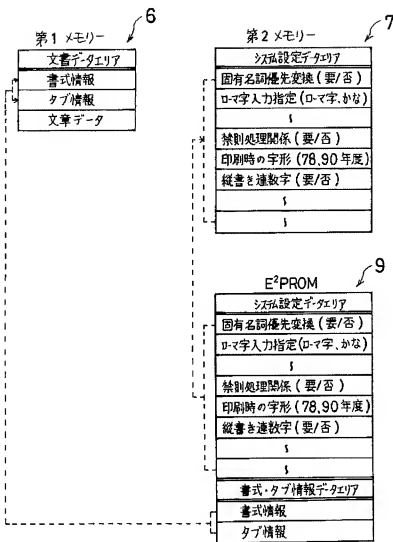 第1 メモリー
6
文書データエリア
書式情報
タブ情報
文章データ
第2 メモリー
7
システム設定データエリア
固有名詞優先変換(要/否)
ローマ字入力指定(ローマ字、かな)
〜
禁則処理関係(要/否)
印刷時の字形(78,90年度)
縦書き連数字(要/否)
〜
〜
E²PROM
9
システム設定データエリア
固有名詞優先変換(要/否)
ローマ字入力指定(ローマ字、かな)
〜
禁則処理関係(要/否)
印刷時の字形(78,90年度)
縦書き連数字(要/否)
〜
〜
書式・タブ情報データエリア
書式情報
タブ情報